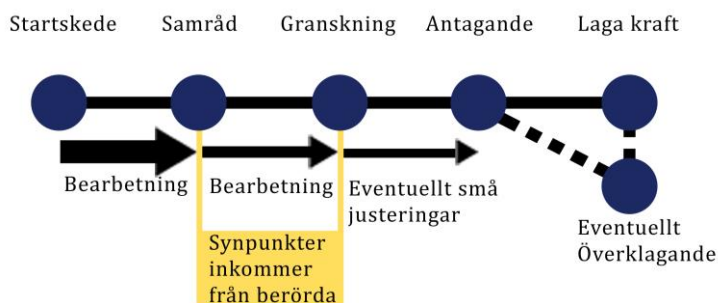 Startskede Samråd Granskning Antagande Laga kraft
Bearbetning Bearbetning Eventuellt små
justeringar
Synpunkter
inkommer
från berörda
Eventuellt
Överklagande